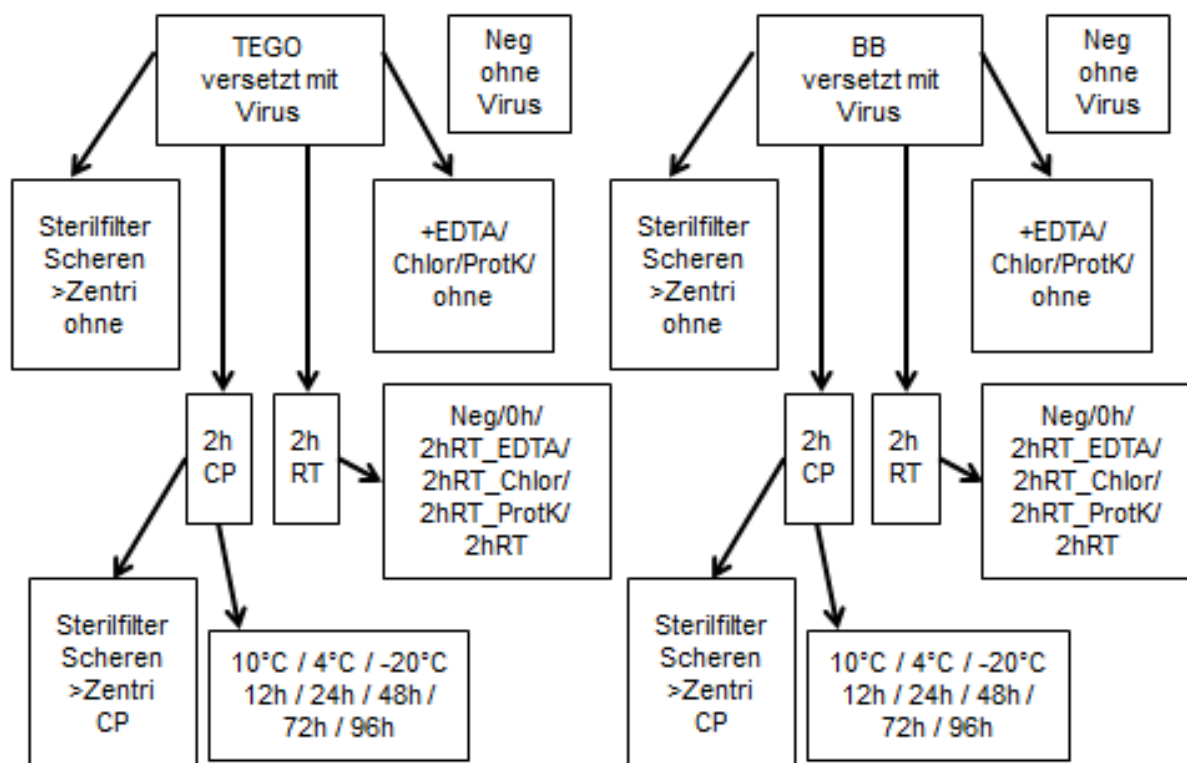 TEGO
versetzt mit
Virus
Neg
ohne
Virus
Sterilfilter
Scheren
>Zentri
ohne
+EDTA/
Chlor/ProtK/
ohne
2h
CP
2h
RT
Neg/0h/
2hRT_EDTA/
2hRT_Chlor/
2hRT_ProtK/
2hRT
Sterilfilter
Scheren
>Zentri
CP
10°C / 4°C / -20°C
12h / 24h / 48h /
72h / 96h
BB
versetzt mit
Virus
Neg
ohne
Virus
Sterilfilter
Scheren
>Zentri
ohne
+EDTA/
Chlor/ProtK/
ohne
2h
CP
2h
RT
Neg/0h/
2hRT_EDTA/
2hRT_Chlor/
2hRT_ProtK/
2hRT
Sterilfilter
Scheren
>Zentri
CP
10°C / 4°C / -20°C
12h / 24h / 48h /
72h / 96h